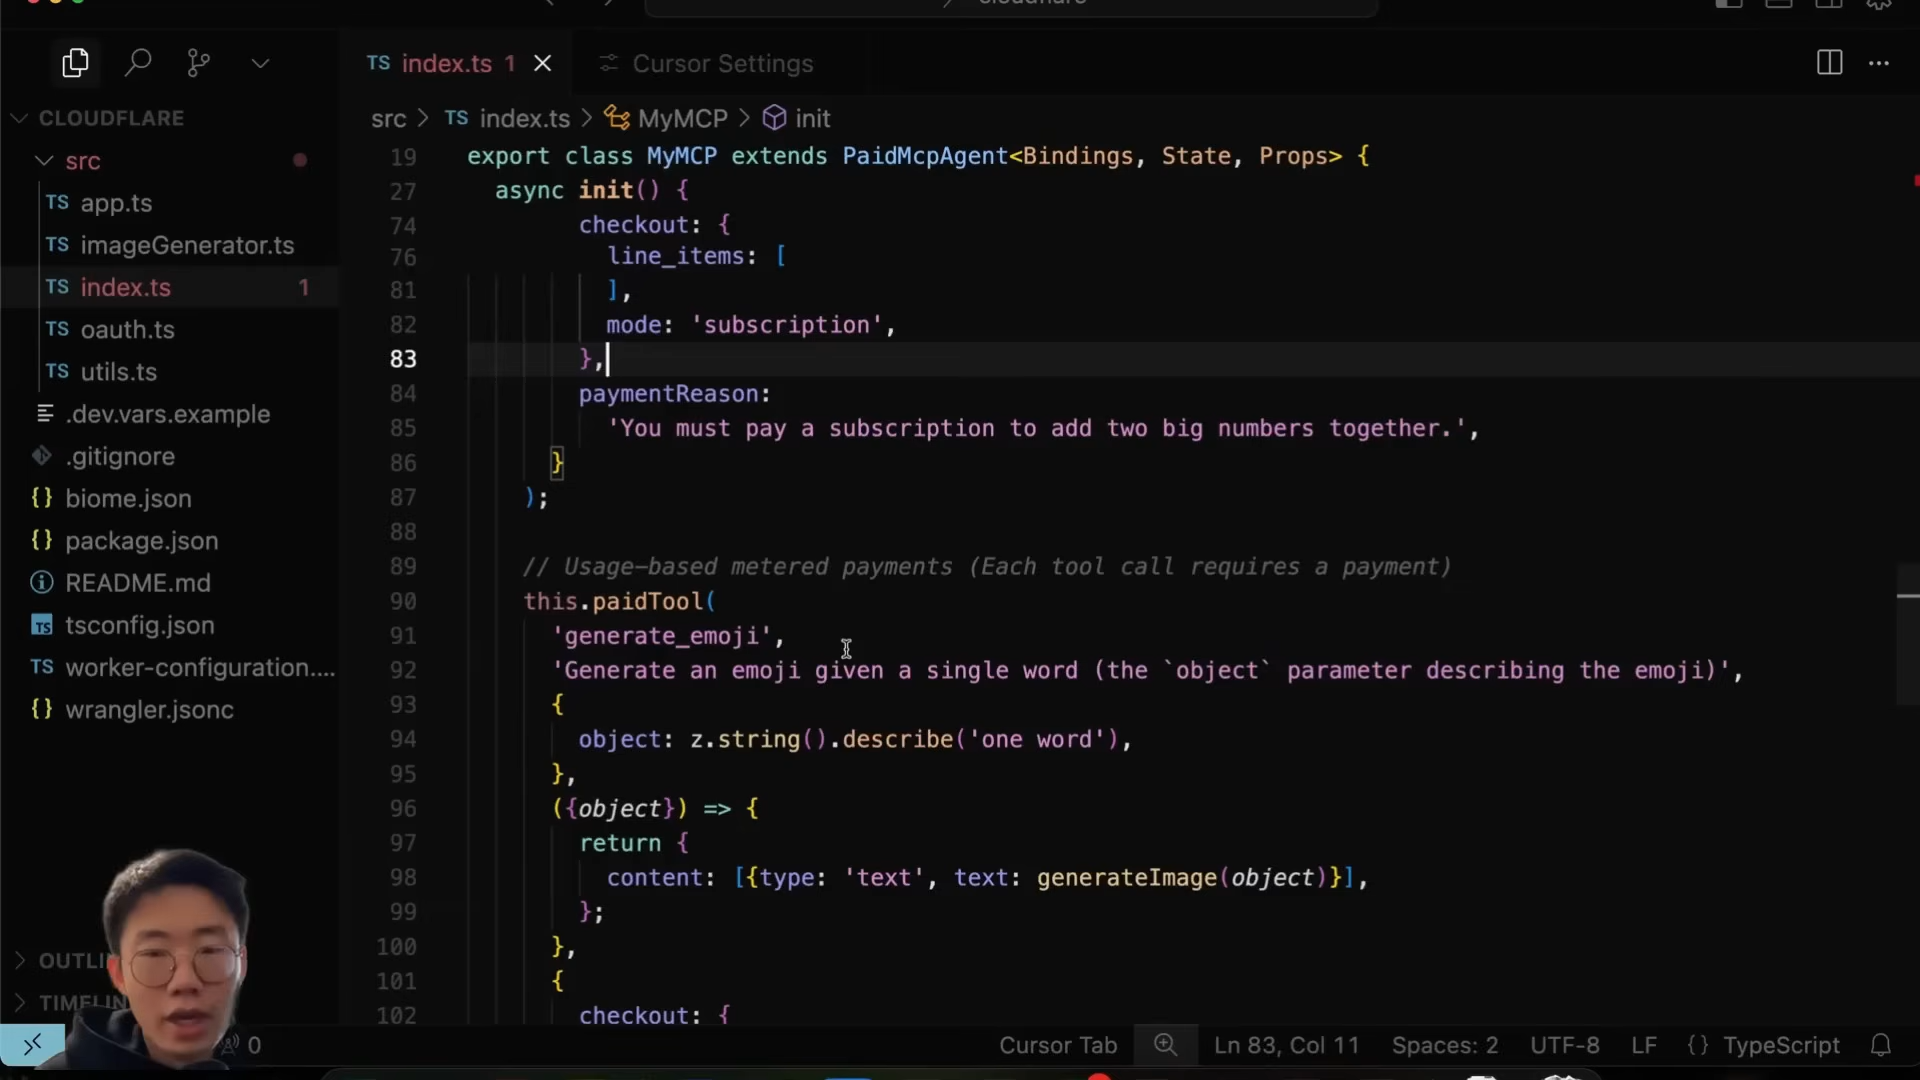 TS index.ts 1
Cursor Settings
CLOUDFLARE
src
TS app.ts
TS imageGenerator.ts
TS index.ts 1
TS oauth.ts
TS utils.ts
.dev.vars.example
.gitignore
{} biome.json
{} package.json
README.md
TS tsconfig.json
TS worker-configuration....
{} wrangler.jsonc
src > TS index.ts > MyMCP > init
19 export class MyMCP extends PaidMcpAgent<Bindings, State, Props> {
27 async init() {
74 checkout: {
76 line_items: [
81 ],
82 mode: 'subscription',
83 },
84 paymentReason:
85 'You must pay a subscription to add two big numbers together.',
86 }
87 );
88
89 // Usage-based metered payments (Each tool call requires a payment)
90 this.paidTool(
91 'generate_emoji',
92 'Generate an emoji given a single word (the `object` parameter describing the emoji)',
93 {
94 object: z.string().describe('one word'),
95 },
96 ({object}) => {
97 return {
98 content: [{type: 'text', text: generateImage(object)}],
99 };
100 },
101 {
102 checkout: {
0
Cursor Tab
Ln 83, Col 11
Spaces: 2
UTF-8
LF
{} TypeScript